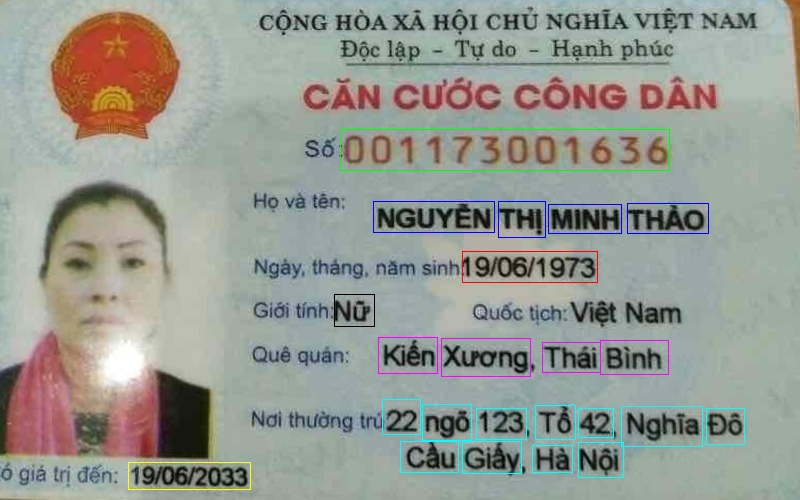 CỘNG HÒA XÃ HỘI CHỦ NGHĨA VIỆT NAM
Độc lập - Tự do - Hạnh phúc
CĂN CƯỚC CÔNG DÂN
Số: 001173001636
Họ và tên: NGUYỄN THỊ MINH THẢO
Ngày, tháng, năm sinh: 19/06/1973
Giới tính: Nữ Quốc tịch: Việt Nam
Quê quán: Kiến Xương, Thái Bình
Nơi thường trú: 22 ngõ 123, Tổ 42, Nghĩa Đô
Cầu Giấy, Hà Nội
ó giá trị đến: 19/06/2033